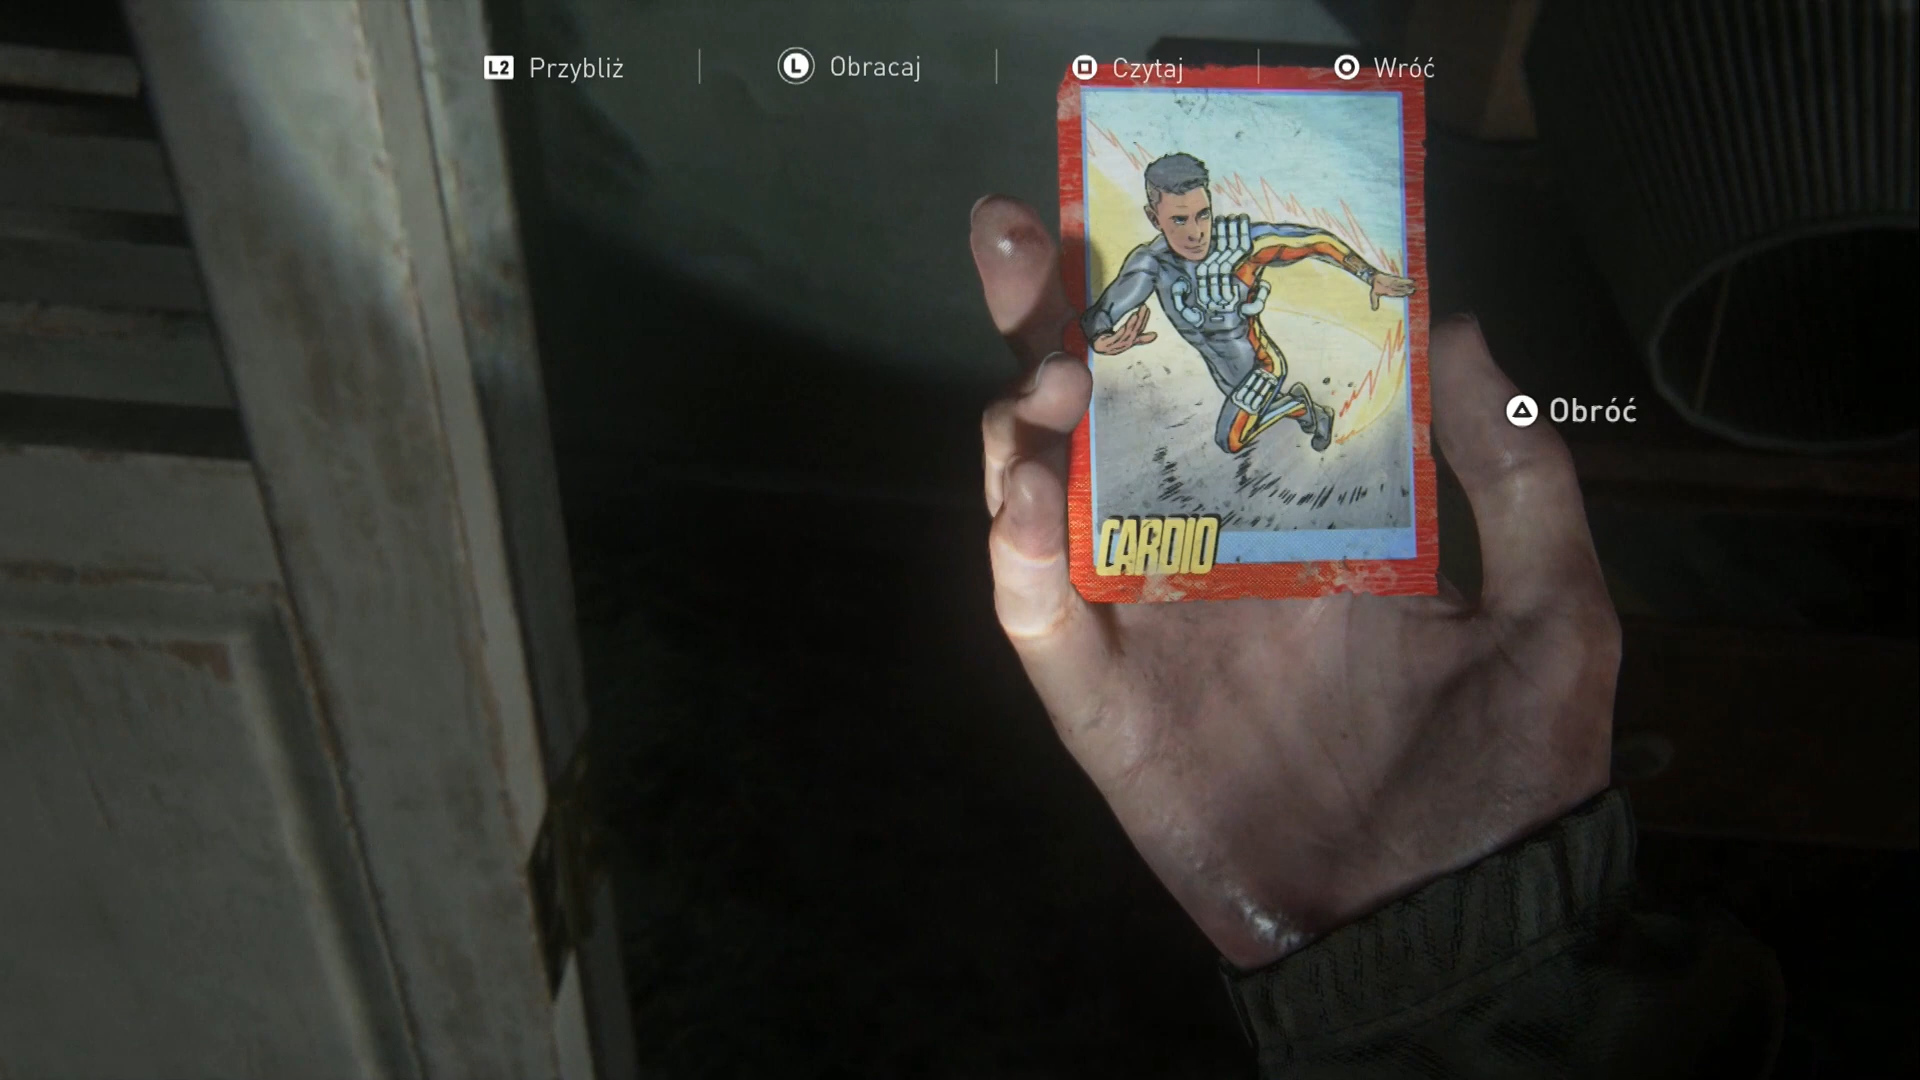 L2 Przybliż
L Obracaj
Czytaj
Wróć
Obróć
CARDIO